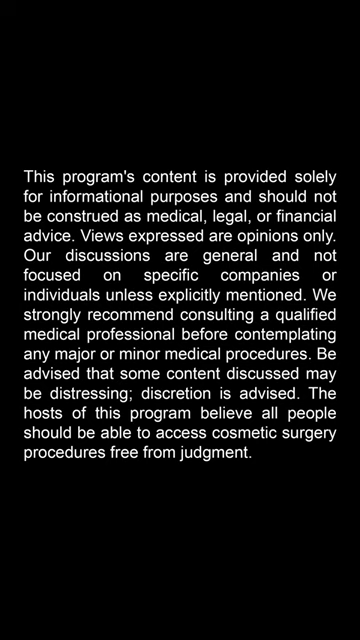 This program's content is provided solely
for informational purposes and should not
be construed as medical, legal, or financial
advice. Views expressed are opinions only.
Our discussions are general and not
focused on specific companies or
individuals unless explicitly mentioned. We
strongly recommend consulting a qualified
medical professional before contemplating
any major or minor medical procedures. Be
advised that some content discussed may
be distressing; discretion is advised. The
hosts of this program believe all people
should be able to access cosmetic surgery
procedures free from judgment.